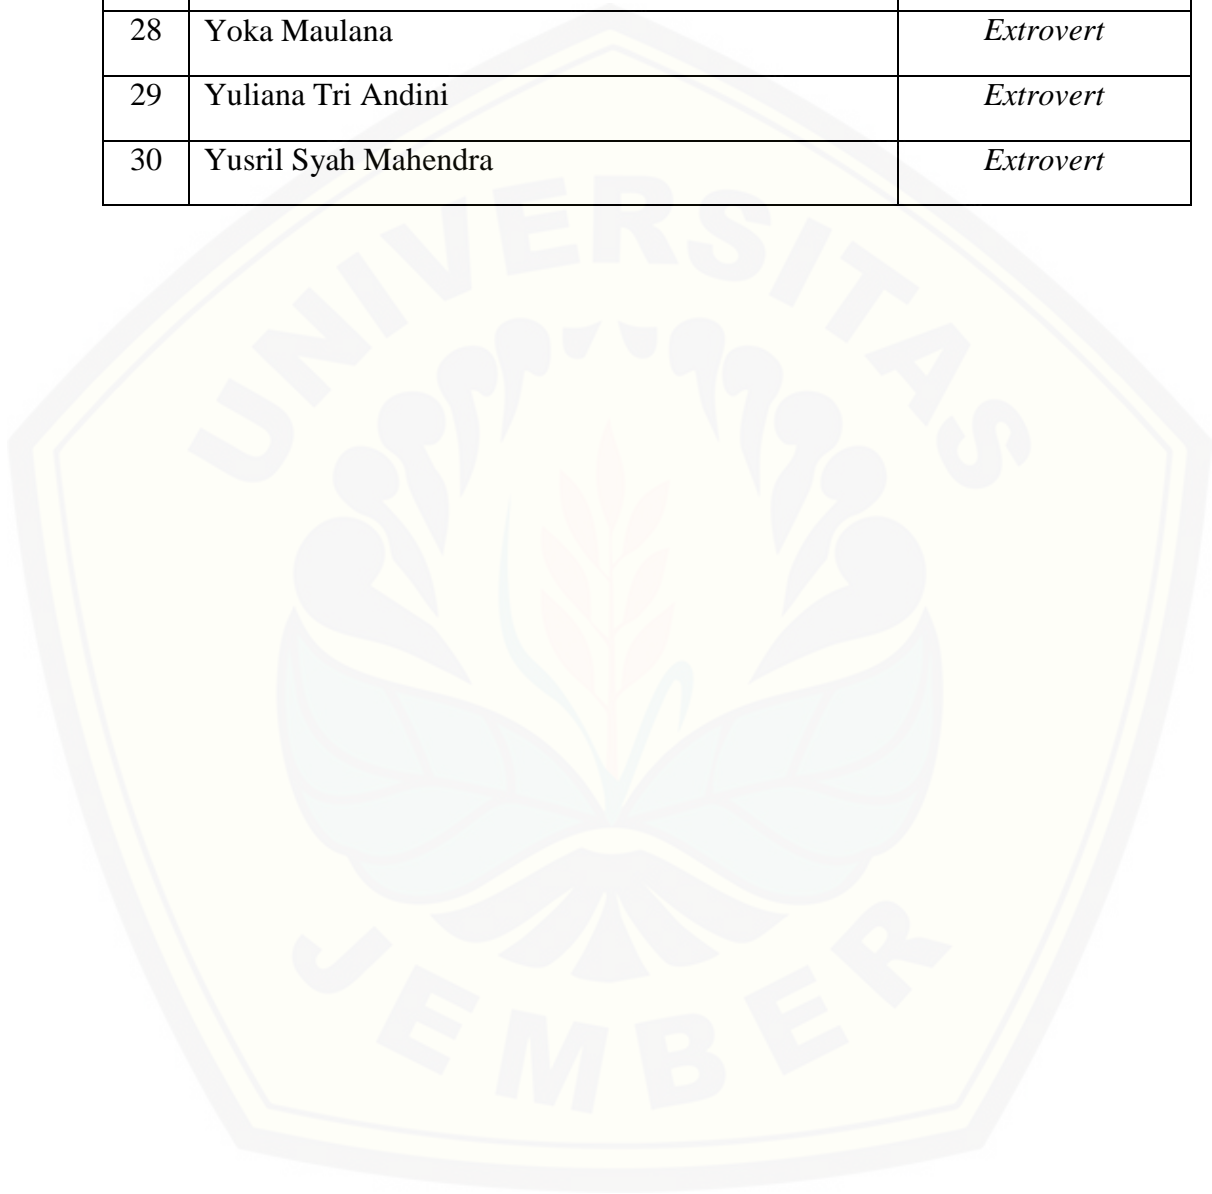 28 Yoka Maulana Extrovert
29 Yuliana Tri Andini Extrovert
30 Yusril Syah Mahendra Extrovert
UNIVERSITAS
JEMBER